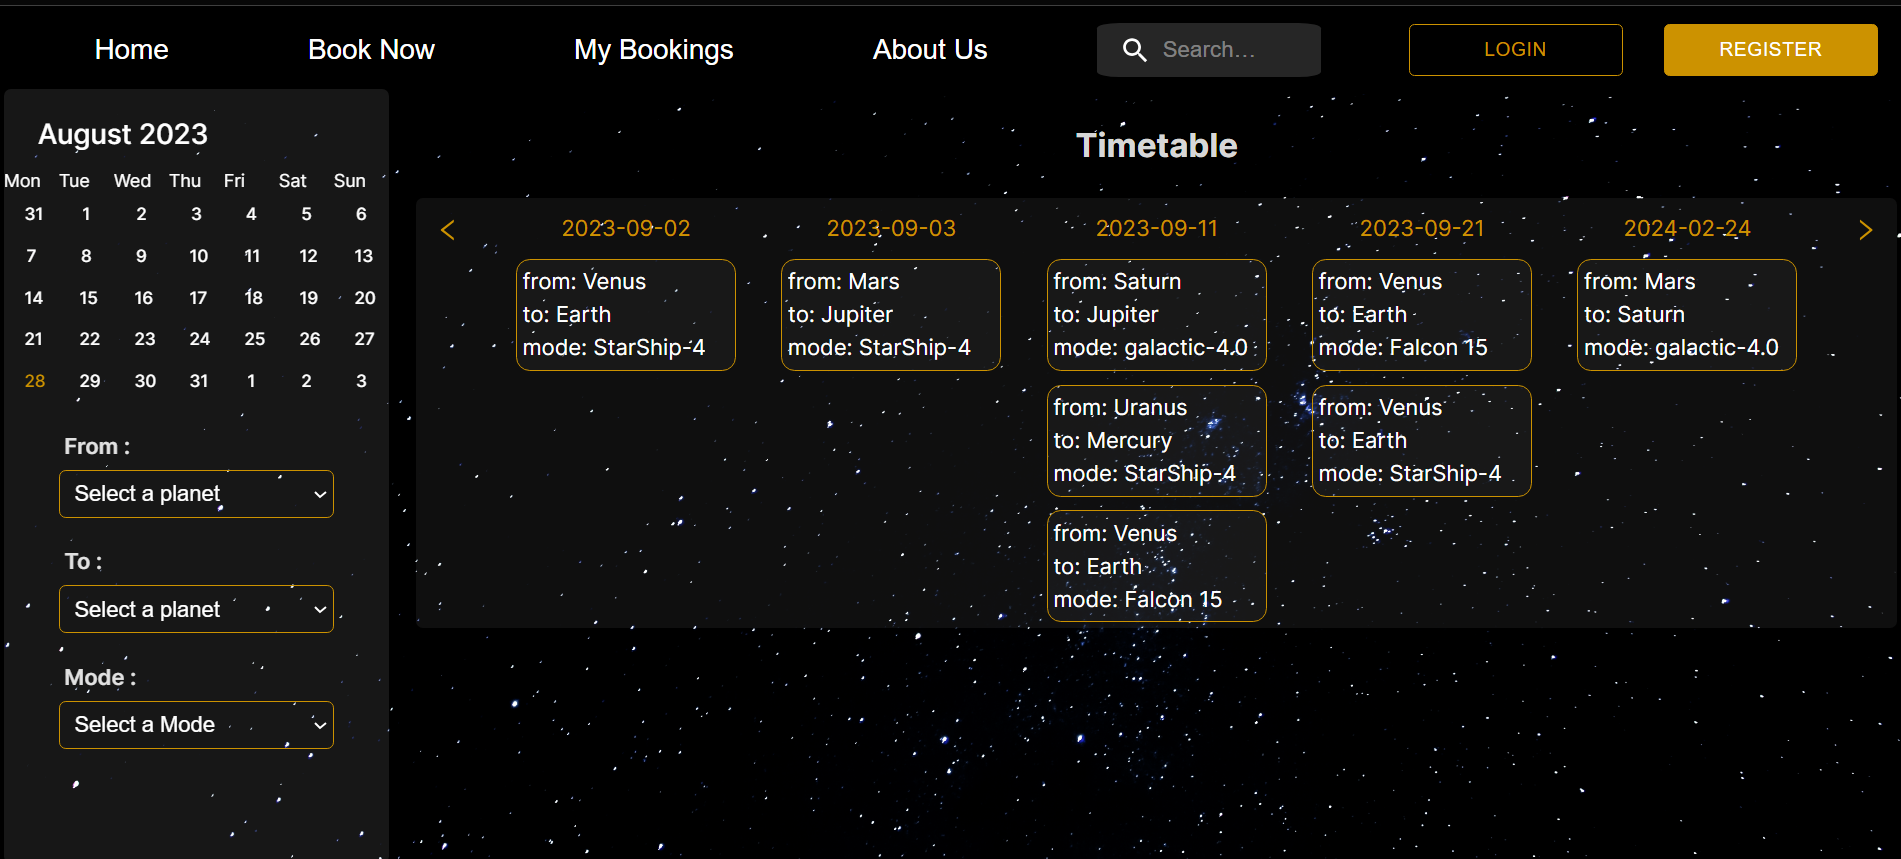 Home Book Now My Bookings About Us Search... LOGIN REGISTER
August 2023
Mon Tue Wed Thu Fri Sat Sun
31 1 2 3 4 5 6
7 8 9 10 11 12 13
14 15 16 17 18 19 20
21 22 23 24 25 26 27
28 29 30 31 1 2 3
From :
Select a planet
To :
Select a planet
Mode :
Select a Mode
Timetable
< 2023-09-02 2023-09-03 2023-09-11 2023-09-21 2024-02-24 >
from: Venus
to: Earth
mode: StarShip-4
from: Mars
to: Jupiter
mode: StarShip-4
from: Saturn
to: Jupiter
mode: galactic-4.0
from: Uranus
to: Mercury
mode: StarShip-4
from: Venus
to: Earth
mode: Falcon 15
from: Venus
to: Earth
mode: Falcon 15
from: Venus
to: Earth
mode: StarShip-4
from: Mars
to: Saturn
mode: galactic-4.0